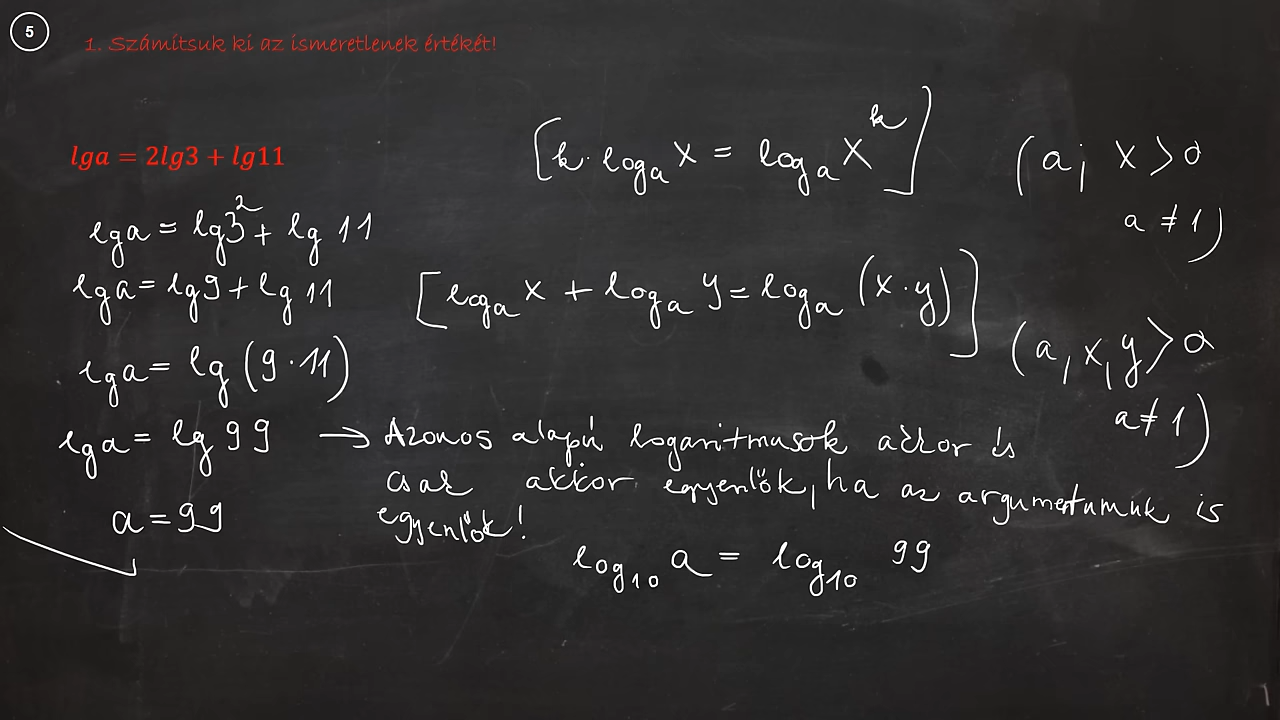 5
1. Számítsuk ki az ismeretlenek értékét!
[k·logₐ x = logₐ xᵏ] (a; x > 0
a ≠ 1)
lga = 2lg3 + lg11
lga = lg3² + lg 11
lga = lg9 + lg 11
[logₐ x + logₐ y = logₐ (x·y)]
(a, x, y > 0
a ≠ 1)
lga = lg (9·11)
lga = lg 99 → Azonos alapú logaritmusok akkor és
csak akkor egyenlők, ha az argumetumuk is
egyenlők!
a = 99
log₁₀ a = log₁₀ 99